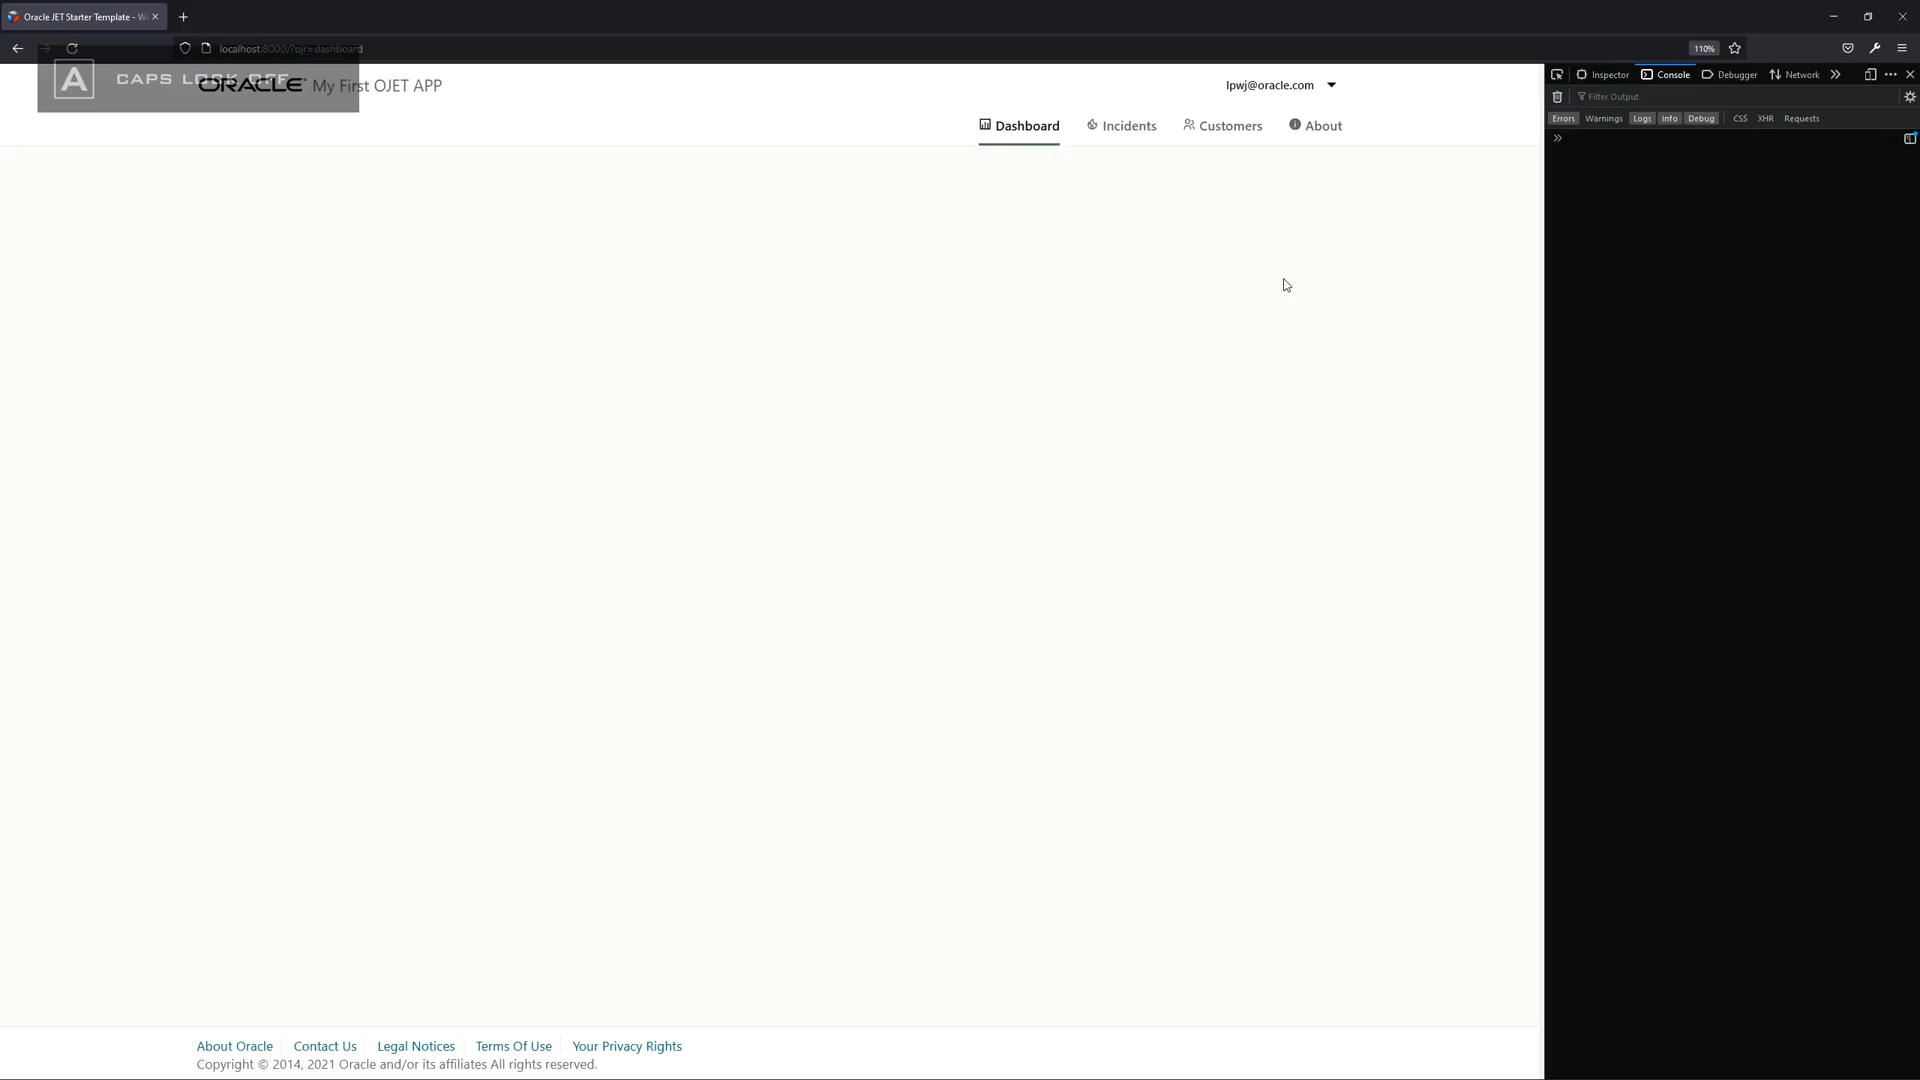 Oracle JET Starter Template - W
localhost:8000/?ojr=dashboard
110%
A CAPS LOCK OFF
ORACLE My First OJET APP
lpwj@oracle.com
Dashboard Incidents Customers About
Inspector Console Debugger Network
Filter Output
Errors Warnings Logs Info Debug CSS XHR Requests
About Oracle Contact Us Legal Notices Terms Of Use Your Privacy Rights
Copyright © 2014, 2021 Oracle and/or its affiliates All rights reserved.